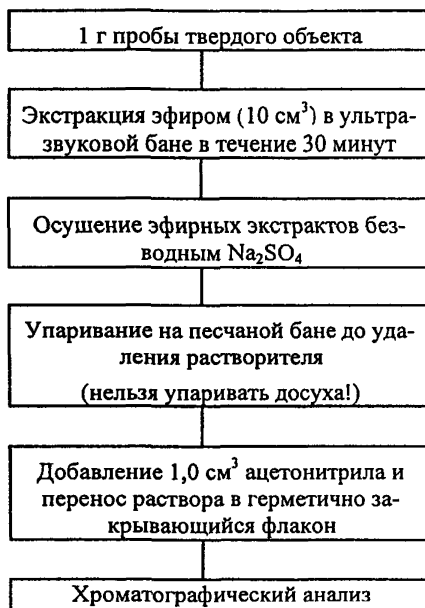 1 г пробы твердого объекта
Экстракция эфиром (10 см³) в ультра-
звуковой бане в течение 30 минут
Осушение эфирных экстрактов без-
водным Na₂SO₄
Упаривание на песчаной бане до уда-
ления растворителя
(нельзя упаривать досуха!)
Добавление 1,0 см³ ацетонитрила и
перенос раствора в герметично за-
крывающийся флакон
Хроматографический анализ